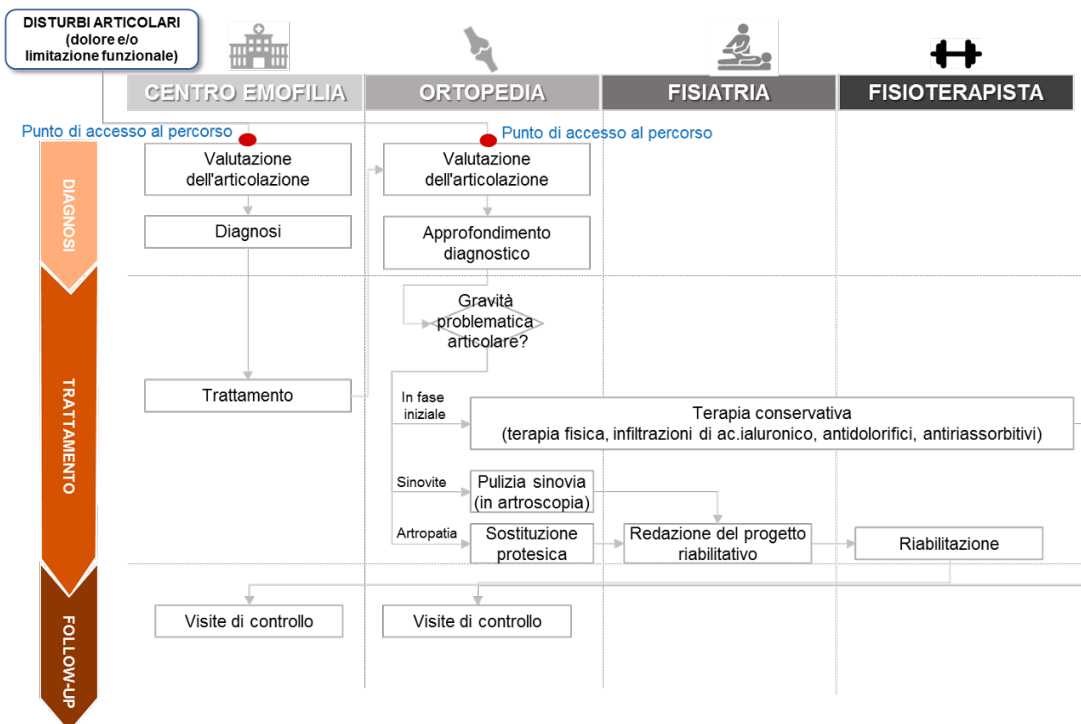 DISTURBI ARTICOLARI
(dolore e/o
limitazione funzionale)
CENTRO EMOFILIA
ORTOPEDIA
FISIATRIA
FISIOTERAPISTA
Punto di accesso al percorso
Punto di accesso al percorso
DIAGNOSI
Valutazione
dell'articolazione
Valutazione
dell'articolazione
Diagnosi
Approfondimento
diagnostico
TRATTAMENTO
Gravità
problematica
articolare?
Trattamento
In fase
iniziale
Terapia conservativa
(terapia fisica, infiltrazioni di ac.ialuronico, antidolorifici, antiriassorbitivi)
Sinovite
Pulizia sinovia
(in artroscopia)
Artropatia
Sostituzione
protesica
Redazione del progetto
riabilitativo
Riabilitazione
FOLLOW-UP
Visite di controllo
Visite di controllo